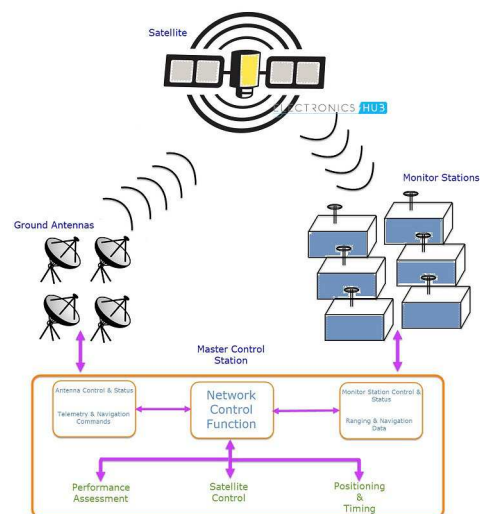 Satellite
ELECTRONICS HUB
Monitor Stations
Ground Antennas
Master Control
Station
Antenna Control & Status
Telemetry & Navigation
Commands
Network
Control
Function
Monitor Station Control &
Status
Ranging & Navigation
Data
Performance
Assessment
Satellite
Control
Positioning
&
Timing